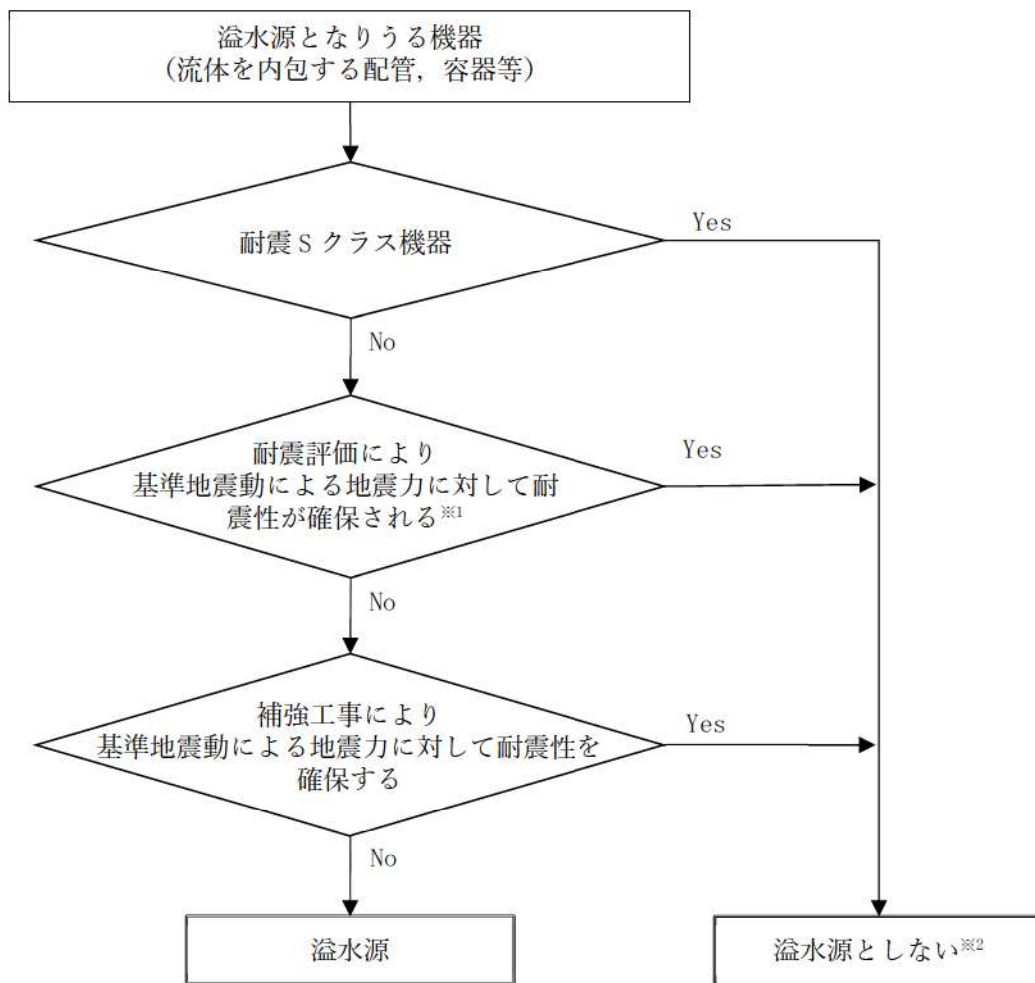 溢水源となりうる機器
(流体を内包する配管,容器等)
耐震Sクラス機器
Yes
No
耐震評価により
基準地震動による地震力に対して耐
震性が確保される※1
Yes
No
補強工事により
基準地震動による地震力に対して耐震性を
確保する
Yes
No
溢水源
溢水源としない※2